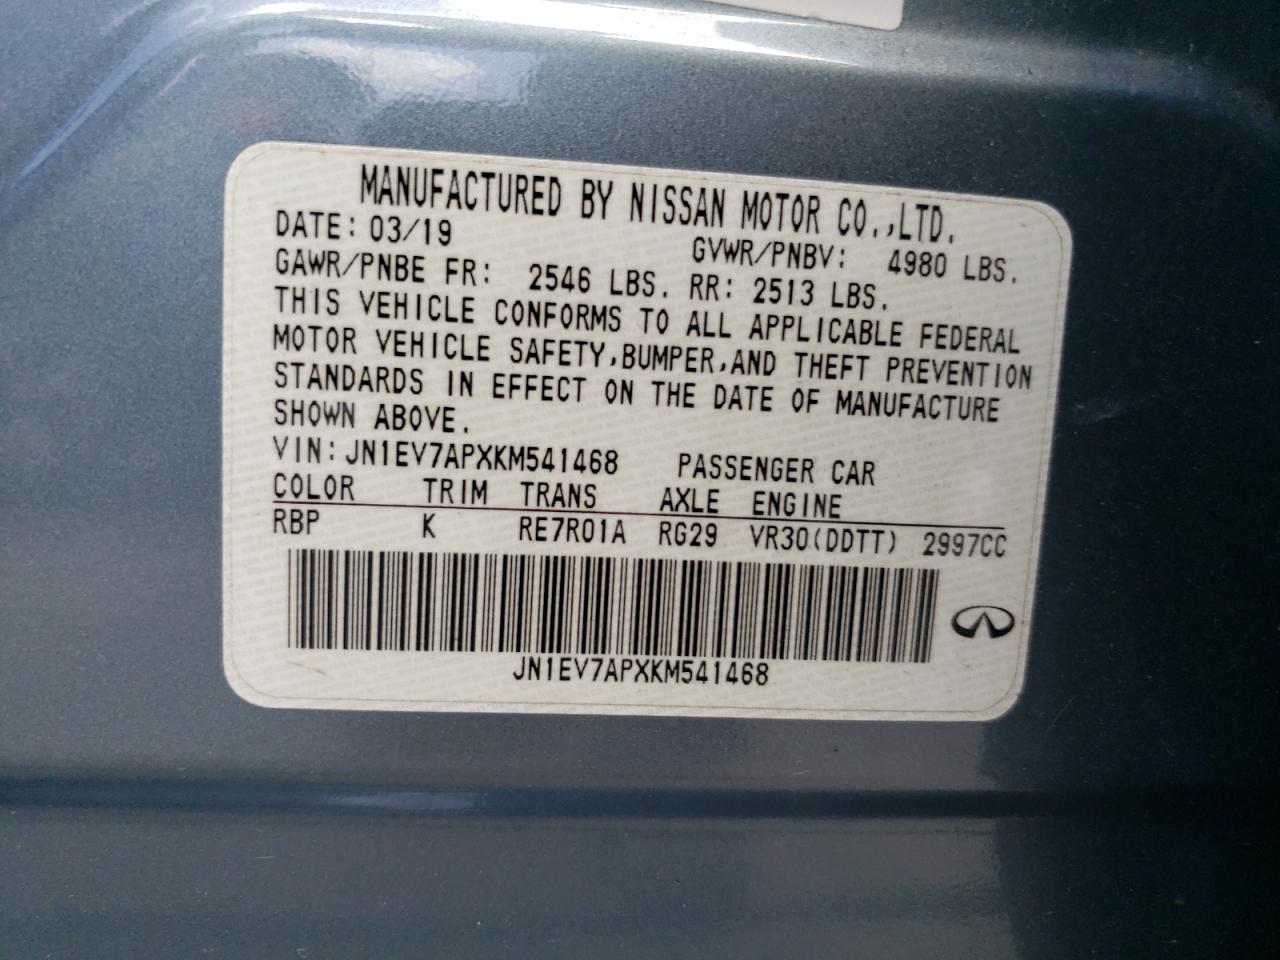 MANUFACTURED BY NISSAN MOTOR CO.,LTD.
DATE: 03/19 GVWR/PNBV: 4980 LBS.
GAWR/PNBE FR: 2546 LBS. RR: 2513 LBS.
THIS VEHICLE CONFORMS TO ALL APPLICABLE FEDERAL
MOTOR VEHICLE SAFETY,BUMPER,AND THEFT PREVENTION
STANDARDS IN EFFECT ON THE DATE OF MANUFACTURE
SHOWN ABOVE.
VIN:JN1EV7APXKM541468 PASSENGER CAR
COLOR TRIM TRANS AXLE ENGINE
RBP K RE7R01A RG29 VR30(DDTT) 2997CC
JN1EV7APXKM541468